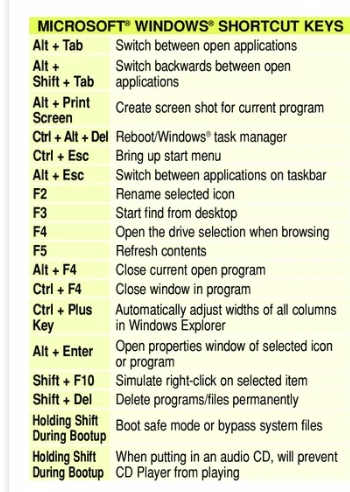 MICROSOFT® WINDOWS® SHORTCUT KEYS
Alt + Tab Switch between open applications
Alt + Switch backwards between open
Shift + Tab applications
Alt + Print
Screen Create screen shot for current program
Ctrl + Alt + Del Reboot/Windows® task manager
Ctrl + Esc Bring up start menu
Alt + Esc Switch between applications on taskbar
F2 Rename selected icon
F3 Start find from desktop
F4 Open the drive selection when browsing
F5 Refresh contents
Alt + F4 Close current open program
Ctrl + F4 Close window in program
Ctrl + Plus Automatically adjust widths of all columns
Key in Windows Explorer
Alt + Enter Open properties window of selected icon
or program
Shift + F10 Simulate right-click on selected item
Shift + Del Delete programs/files permanently
Holding Shift
During Bootup Boot safe mode or bypass system files
Holding Shift When putting in an audio CD, will prevent
During Bootup CD Player from playing